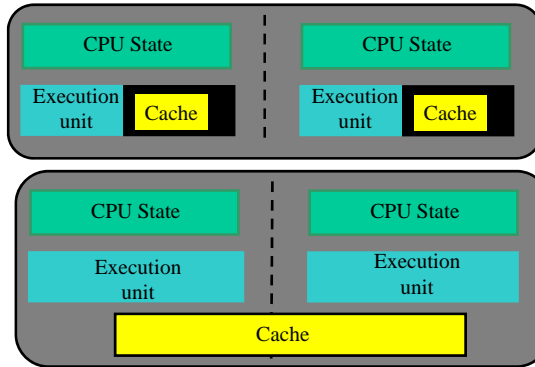 CPU State
CPU State
Execution
unit
Cache
Execution
unit
Cache
CPU State
CPU State
Execution
unit
Execution
unit
Cache